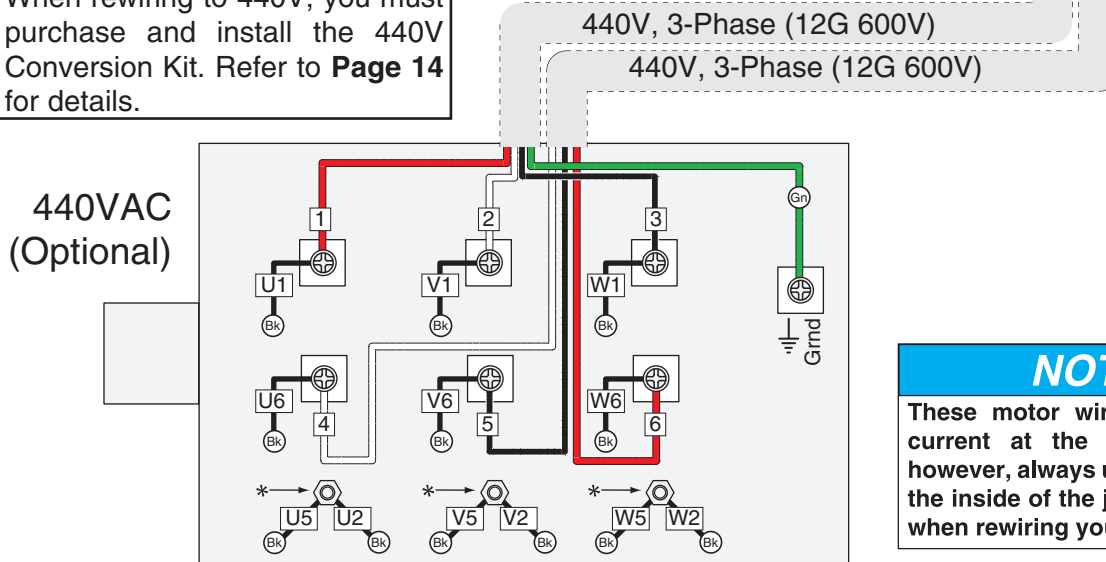 When rewiring to 440V, you must
purchase and install the 440V
Conversion Kit. Refer to Page 14
for details.
440V, 3-Phase (12G 600V)
440V, 3-Phase (12G 600V)
440VAC
(Optional)
1 2 3 Gn
U1 V1 W1
Bk Bk Bk
Grnd
U6 V6 W6
4 5 6
Bk Bk Bk
* * *
U5 U2 V5 V2 W5 W2
Bk Bk Bk Bk Bk Bk
NOT
These motor wir
current at the
however, always u
the inside of the j
when rewiring you